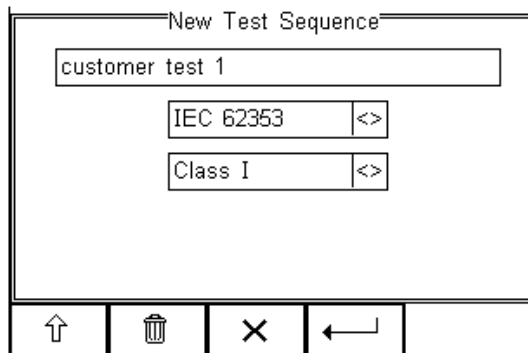 New Test Sequence
customer test 1
IEC 62353 <>
Class I <>